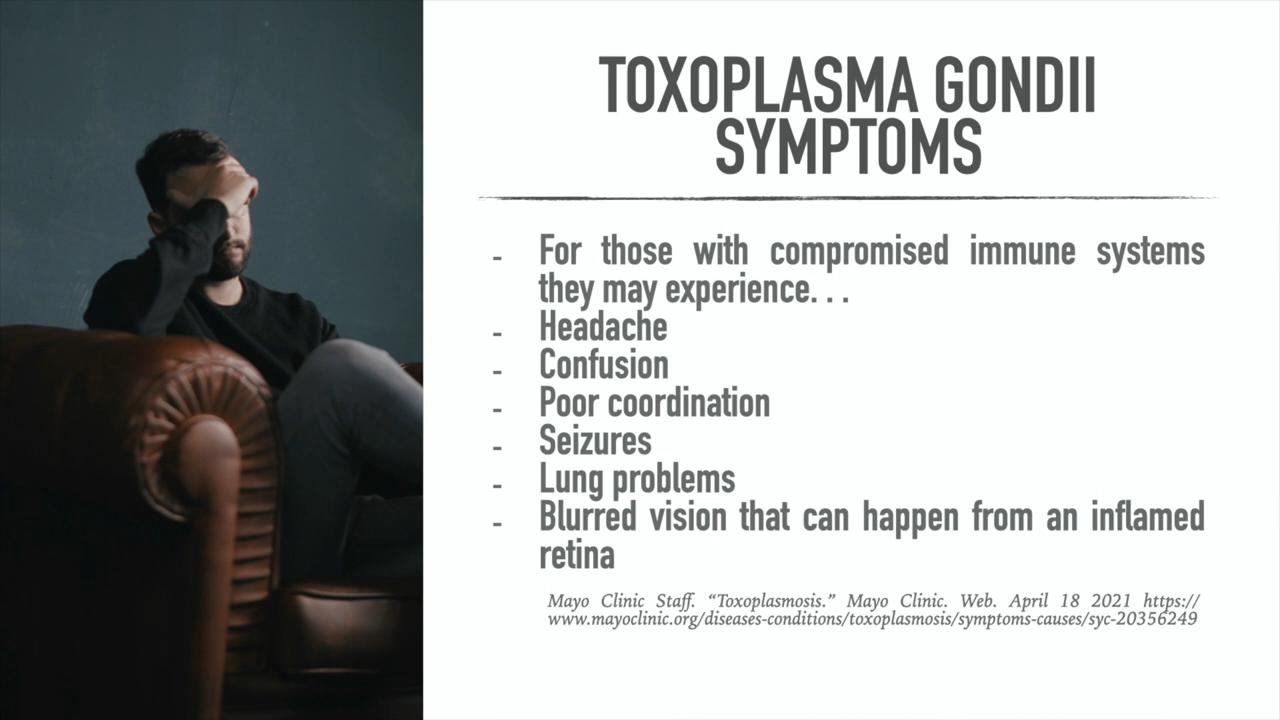 TOXOPLASMA GONDII
SYMPTOMS
- For those with compromised immune systems
they may experience. . .
- Headache
- Confusion
- Poor coordination
- Seizures
- Lung problems
- Blurred vision that can happen from an inflamed
retina
Mayo Clinic Staff. “Toxoplasmosis.” Mayo Clinic. Web. April 18 2021 https://
www.mayoclinic.org/diseases-conditions/toxoplasmosis/symptoms-causes/syc-20356249